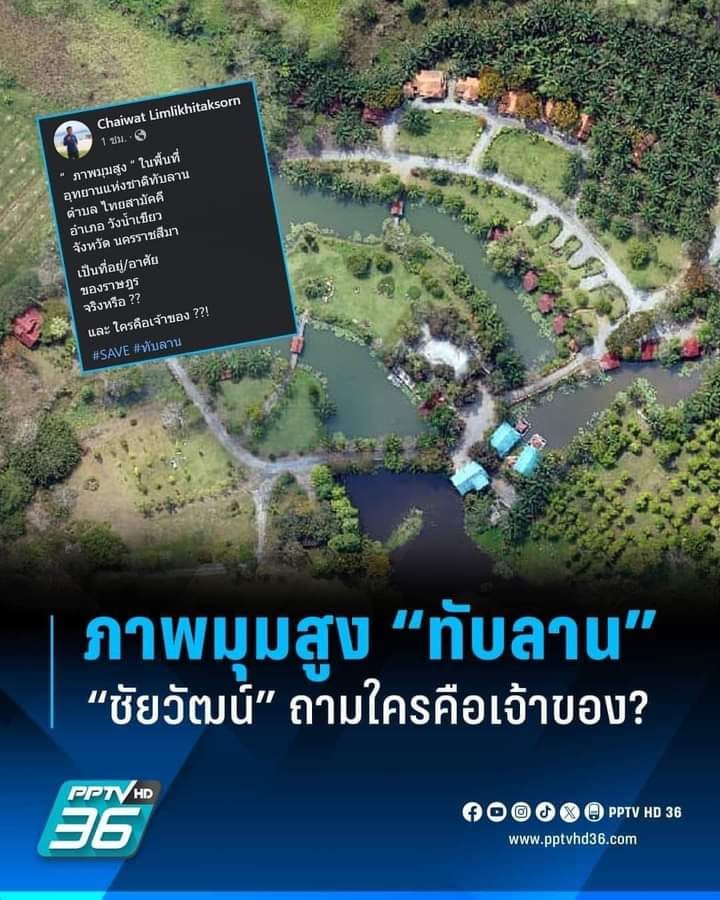 Chaiwat Limlikhitaksorn
1 ชม. ·
" ภาพมุมสูง " ในพื้นที่
อุทยานแห่งชาติทับลาน
ตำบล ไทยสามัคคี
อำเภอ วังน้ำเขียว
จังหวัด นครราชสีมา
เป็นที่อยู่/อาศัย
ของราษฎร
จริงหรือ ??
และ ใครคือเจ้าของ ??!
#SAVE #ทับลาน
ภาพมุมสูง “ทับลาน”
“ชัยวัฒน์” ถามใครคือเจ้าของ?
PPTV HD
36
PPTV HD 36
www.pptvhd36.com